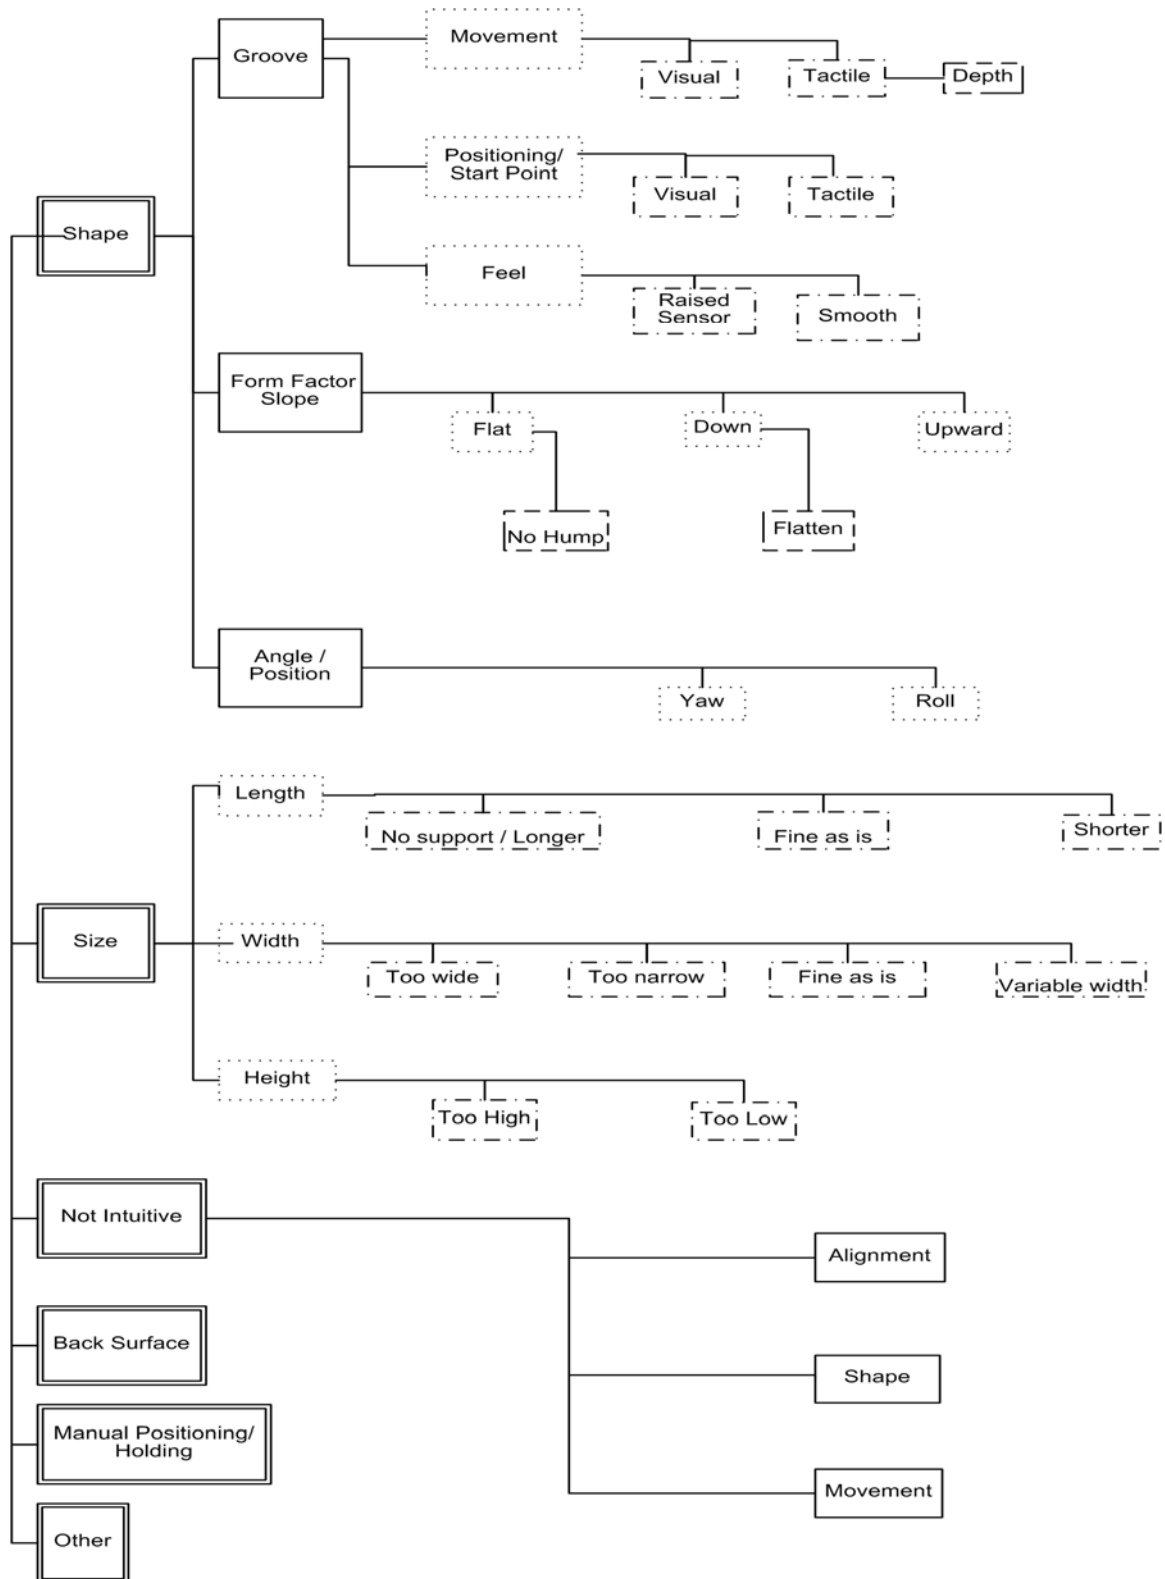 Groove
Movement
Visual
Tactile
Depth
Positioning/
Start Point
Visual
Tactile
Shape
Feel
Raised
Sensor
Smooth
Form Factor
Slope
Flat
Down
Upward
No Hump
Flatten
Angle /
Position
Yaw
Roll
Length
No support / Longer
Fine as is
Shorter
Size
Width
Too wide
Too narrow
Fine as is
Variable width
Height
Too High
Too Low
Not Intuitive
Alignment
Back Surface
Shape
Manual Positioning/
Holding
Movement
Other